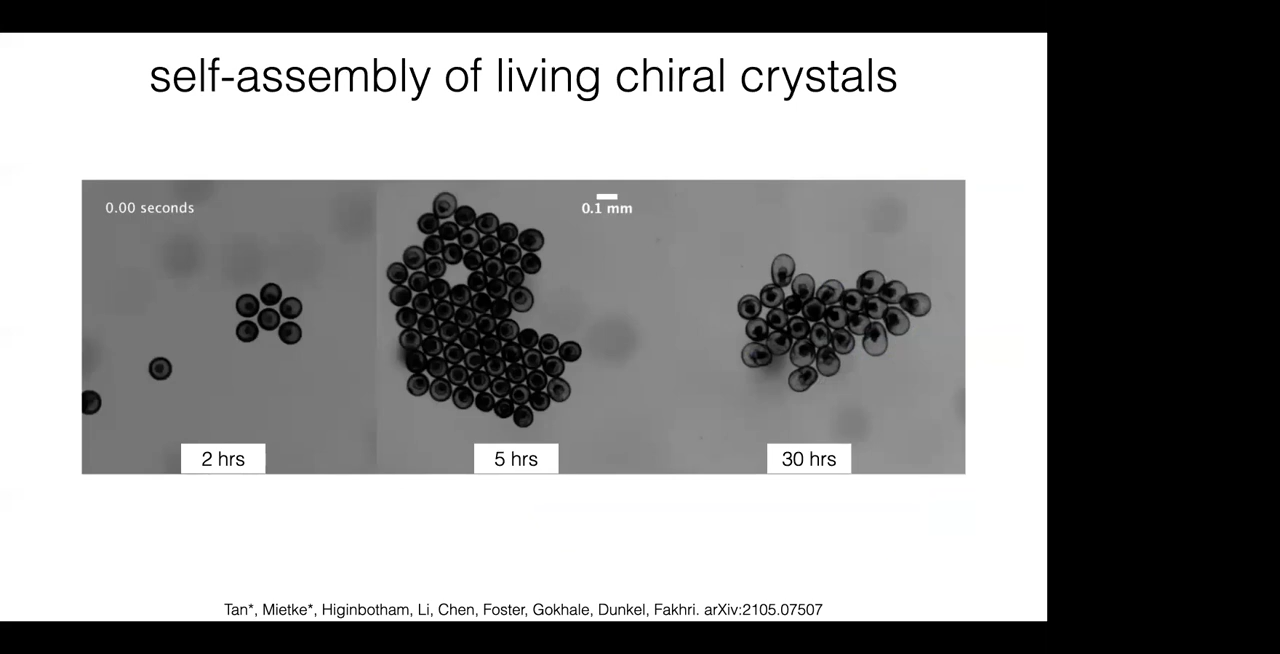 self-assembly of living chiral crystals
0.00 seconds
0.1 mm
2 hrs
5 hrs
30 hrs
Tan*, Mietke*, Higinbotham, Li, Chen, Foster, Gokhale, Dunkel, Fakhri. arXiv:2105.07507